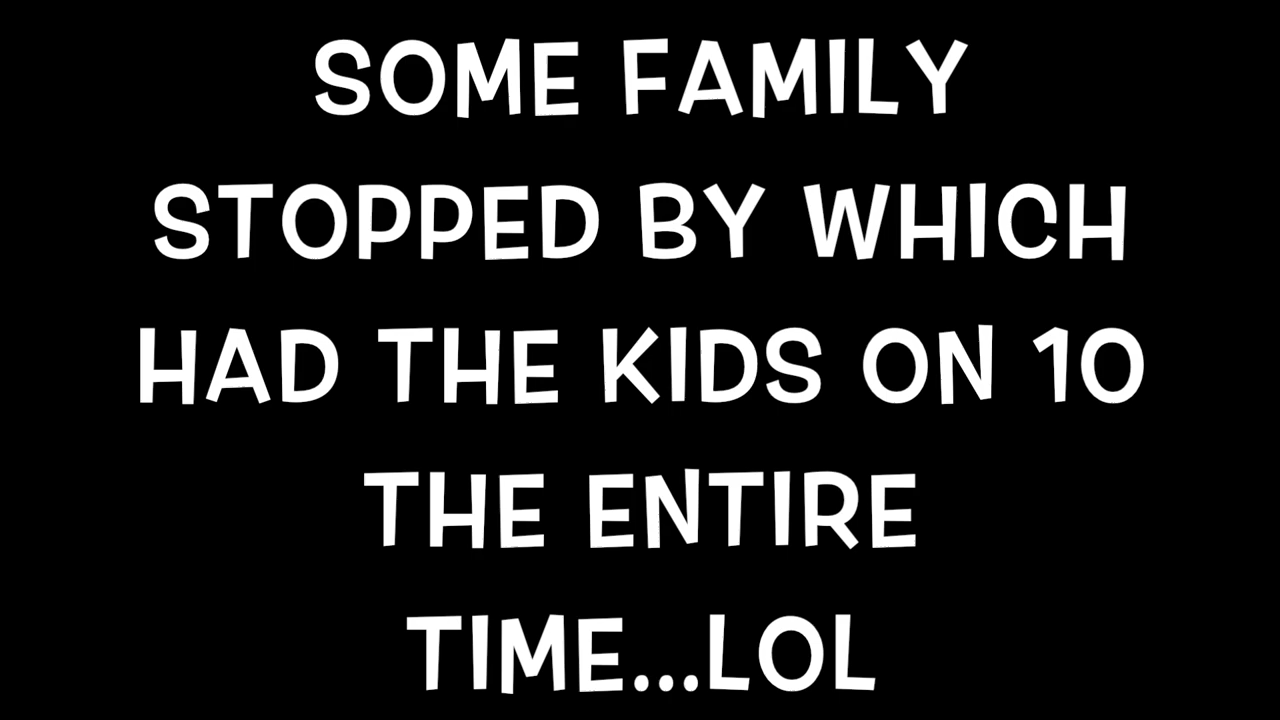 SOME FAMILY
STOPPED BY WHICH
HAD THE KIDS ON 10
THE ENTIRE
TIME...LOL